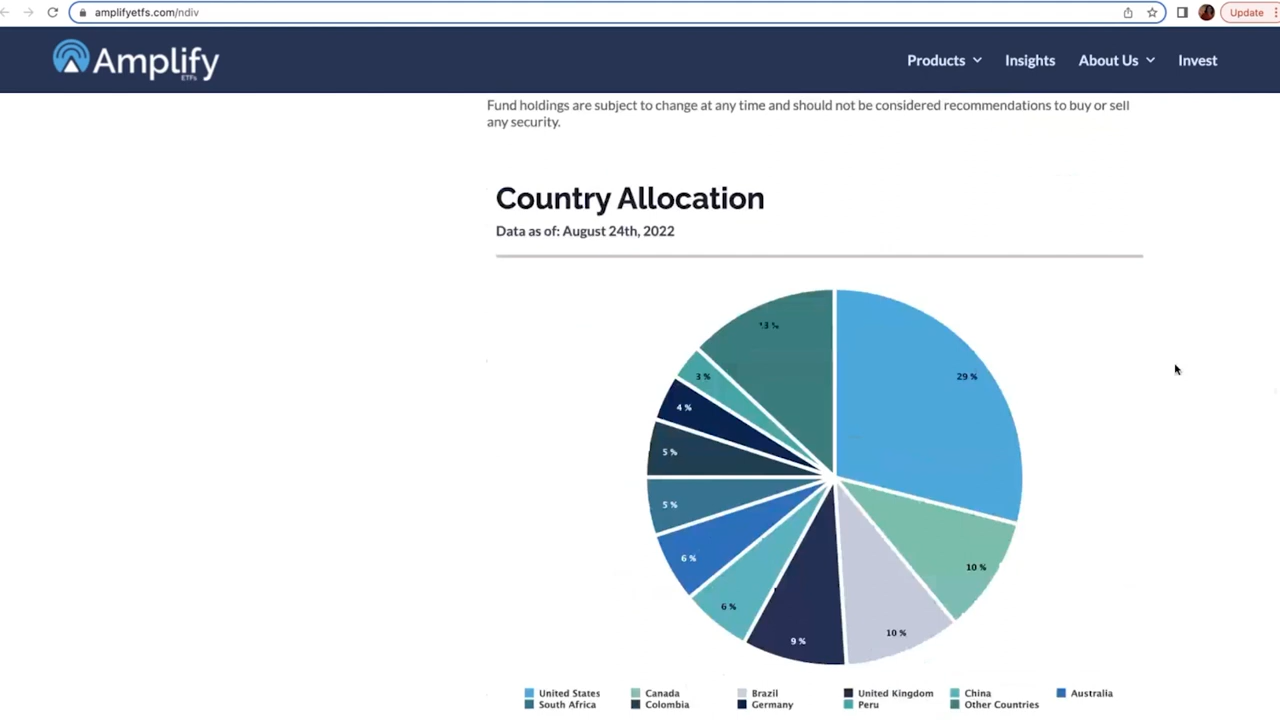 amplifyetfs.com/ndiv
Update
Amplify
ETFs
Products
Insights
About Us
Invest
Fund holdings are subject to change at any time and should not be considered recommendations to buy or sell
any security.
Country Allocation
Data as of: August 24th, 2022
13 %
29 %
3 %
4 %
5 %
5 %
6 %
10 %
6 %
10 %
9 %
United States Canada Brazil United Kingdom China Australia
South Africa Colombia Germany Peru Other Countries